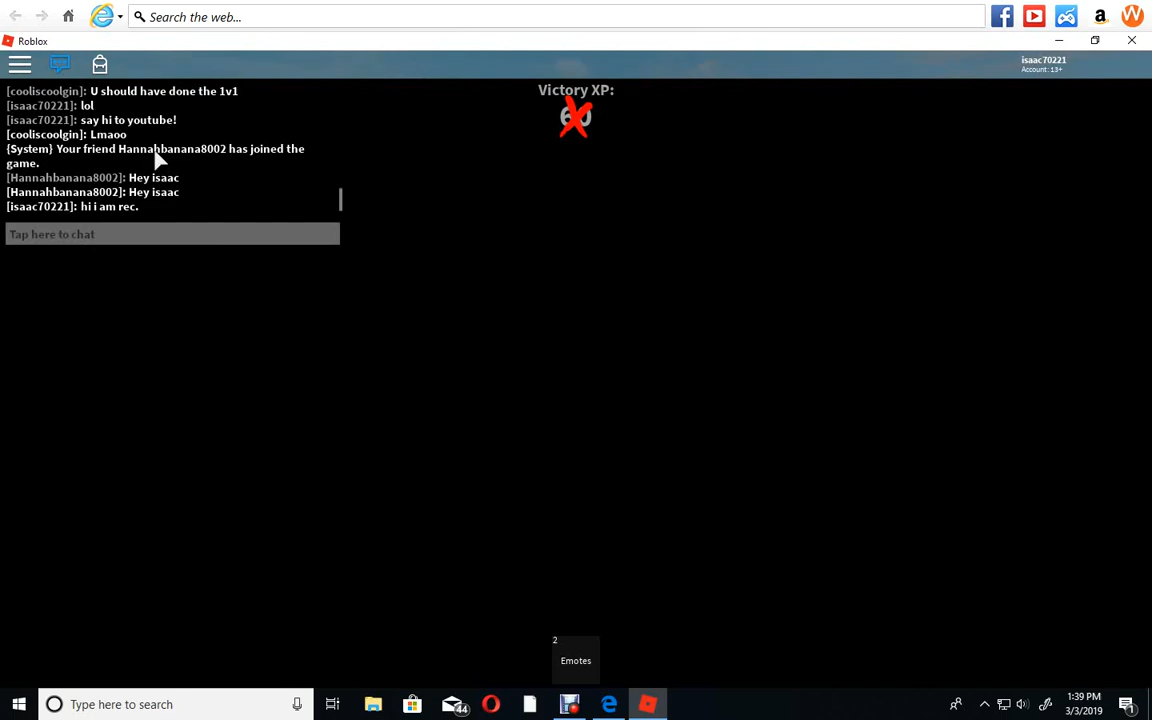 Search the web...
Roblox
isaac70221
Account: 13+
[cooliscoolgin]: U should have done the 1v1
[isaac70221]: lol
[isaac70221]: say hi to youtube!
[cooliscoolgin]: Lmaoo
{System} Your friend Hannahbanana8002 has joined the
game.
[Hannahbanana8002]: Hey isaac
[Hannahbanana8002]: Hey isaac
[isaac70221]: hi i am rec.
Tap here to chat
Victory XP:
60
2
Emotes
Type here to search
44
1:39 PM
3/3/2019
1